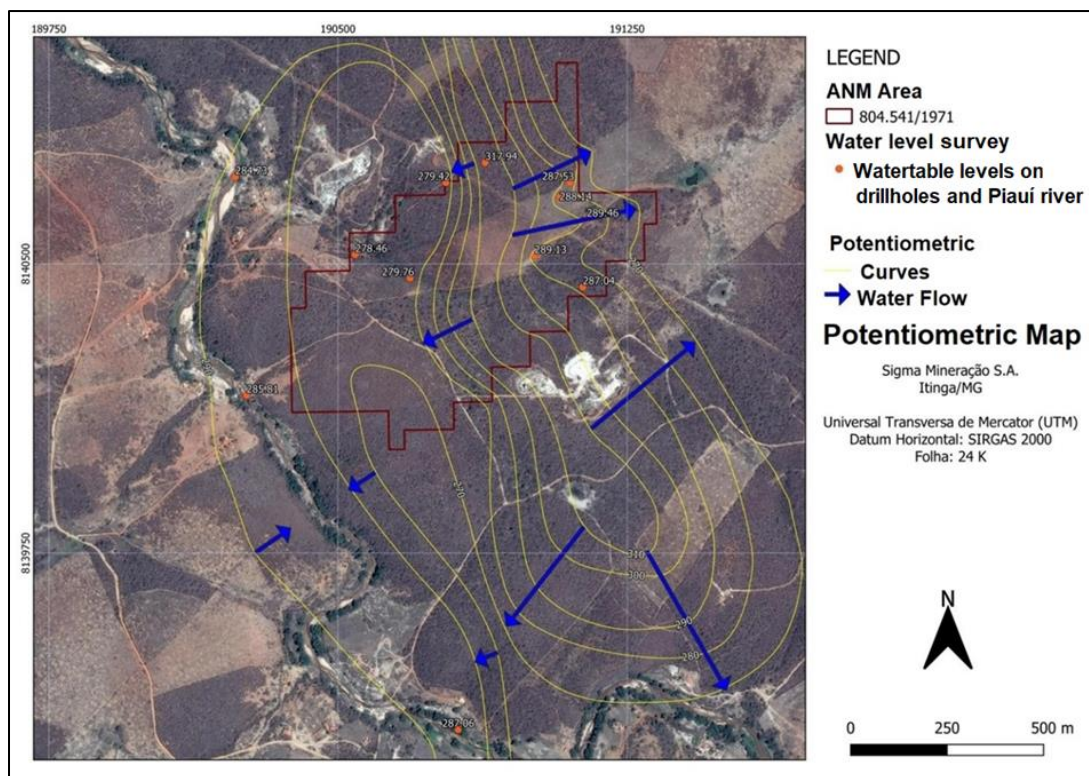 189750
190500
191250
8140500
8139750
317.94
284.73
279.42
287.53
288.14
289.46
278.46
289.13
279.76
287.04
285.81
270
310
300
290
280
287.06
LEGEND
ANM Area
804.541/1971
Water level survey
Watertable levels on
drillholes and Piauí river
Potentiometric
Curves
Water Flow
Potentiometric Map
Sigma Mineração S.A.
Itinga/MG
Universal Transversa de Mercator (UTM)
Datum Horizontal: SIRGAS 2000
Folha: 24 K
N
0 250 500 m